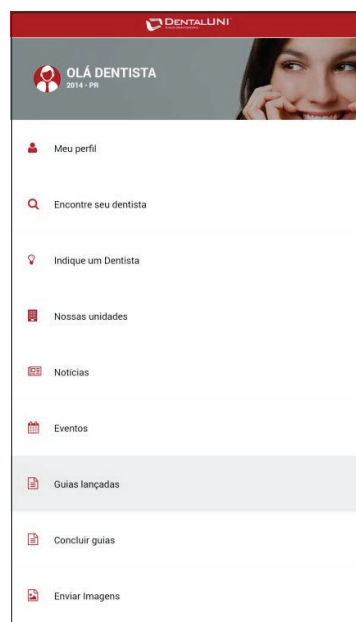 DENTALUNI
OLÁ DENTISTA
2014 - PR
Meu perfil
Encontre seu dentista
Indique um Dentista
Nossas unidades
Notícias
Eventos
Guias lançadas
Concluir guias
Enviar Imagens